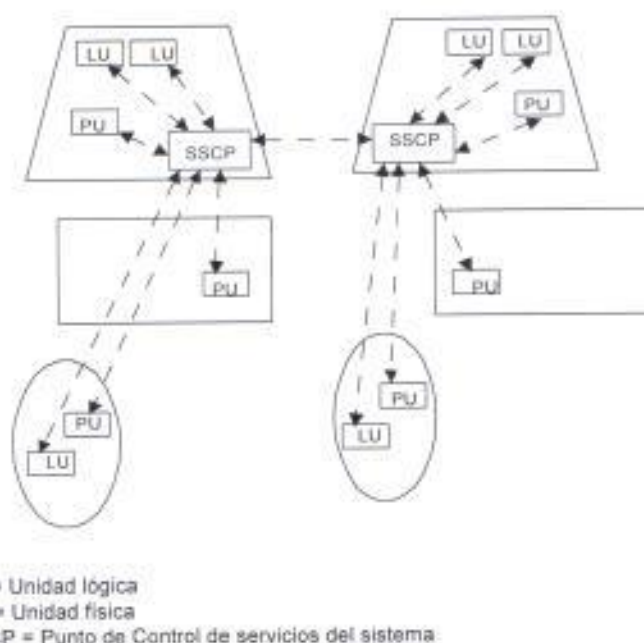 LU LU LU LU
PU PU
SSCP SSCP
PU PU
PU PU
LU LU
= Unidad lógica
= Unidad física
P = Punto de Control de servicios del sistema